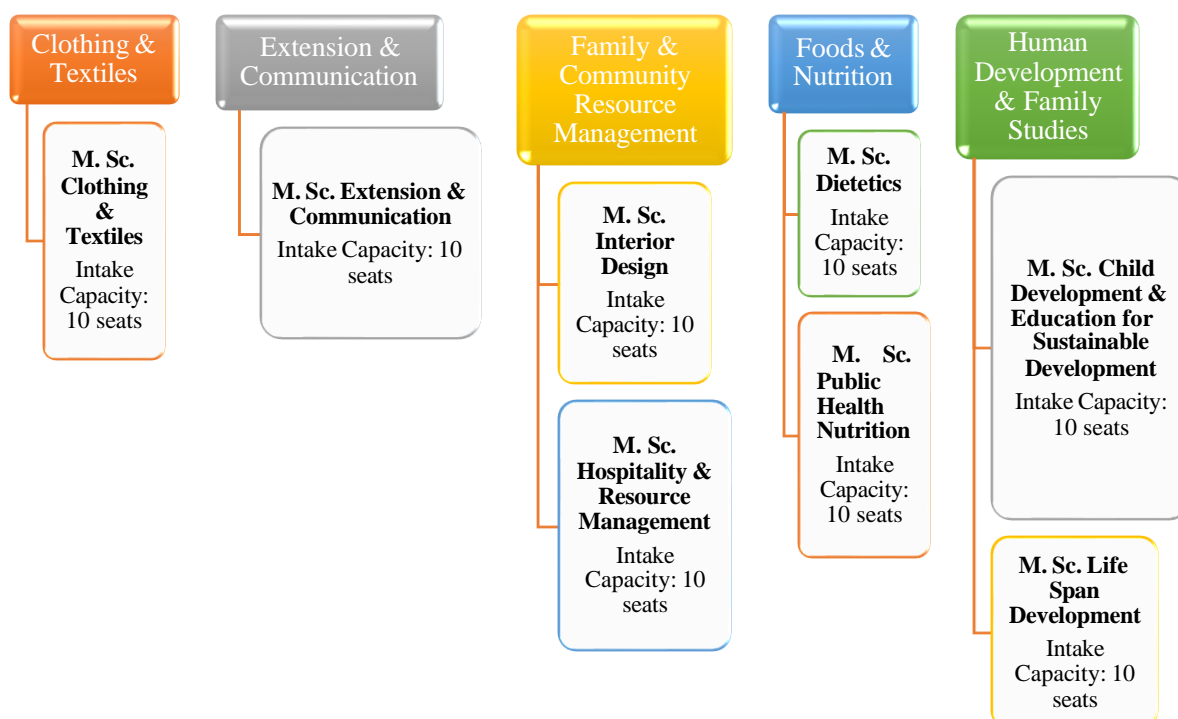 Clothing &
Textiles
M. Sc.
Clothing
&
Textiles
Intake
Capacity:
10 seats
Extension &
Communication
M. Sc. Extension &
Communication
Intake Capacity: 10
seats
Family &
Community
Resource
Management
M. Sc.
Interior
Design
Intake
Capacity: 10
seats
M. Sc.
Hospitality &
Resource
Management
Intake
Capacity: 10
seats
Foods &
Nutrition
M. Sc.
Dietetics
Intake
Capacity:
10 seats
M. Sc.
Public
Health
Nutrition
Intake
Capacity:
10 seats
Human
Development
& Family
Studies
M. Sc. Child
Development &
Education for
Sustainable
Development
Intake Capacity:
10 seats
M. Sc. Life
Span
Development
Intake
Capacity: 10
seats